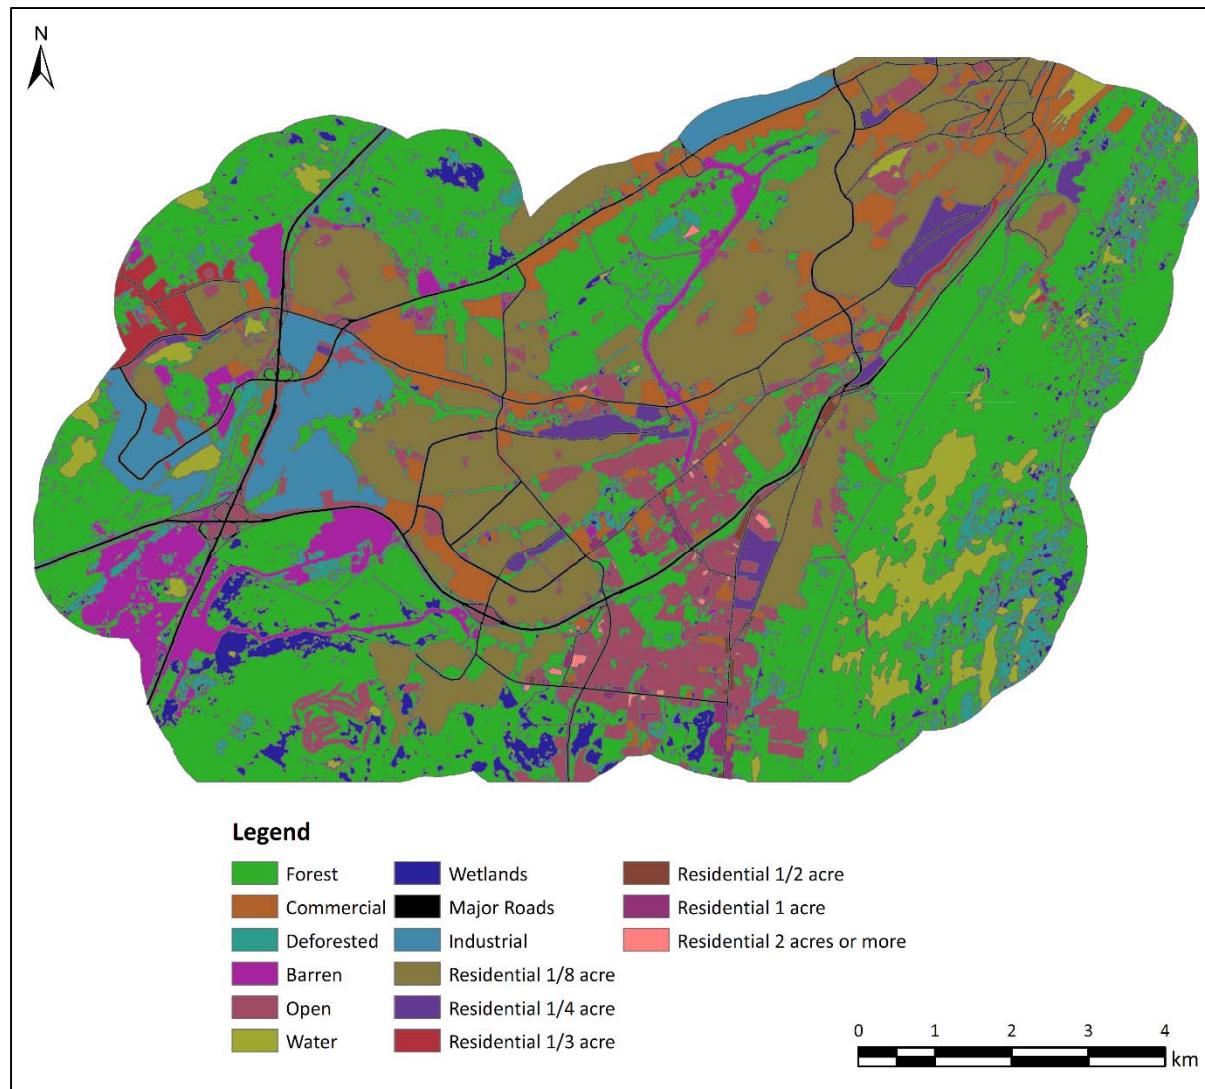 N
Legend
Forest
Commercial
Deforested
Barren
Open
Water
Wetlands
Major Roads
Industrial
Residential 1/8 acre
Residential 1/4 acre
Residential 1/3 acre
Residential 1/2 acre
Residential 1 acre
Residential 2 acres or more
0 1 2 3 4
km